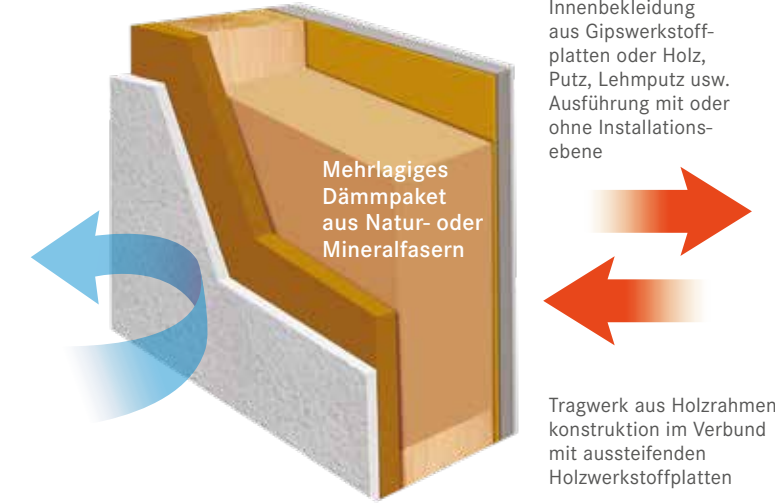 Innenbekleidung
aus Gipswerkstoff-
platten oder Holz,
Putz, Lehmputz usw.
Ausführung mit oder
ohne Installations-
ebene
Mehrlagiges
Dämmpaket
aus Natur- oder
Mineralfasern
Tragwerk aus Holzrahmen
konstruktion im Verbund
mit aussteifenden
Holzwerkstoffplatten